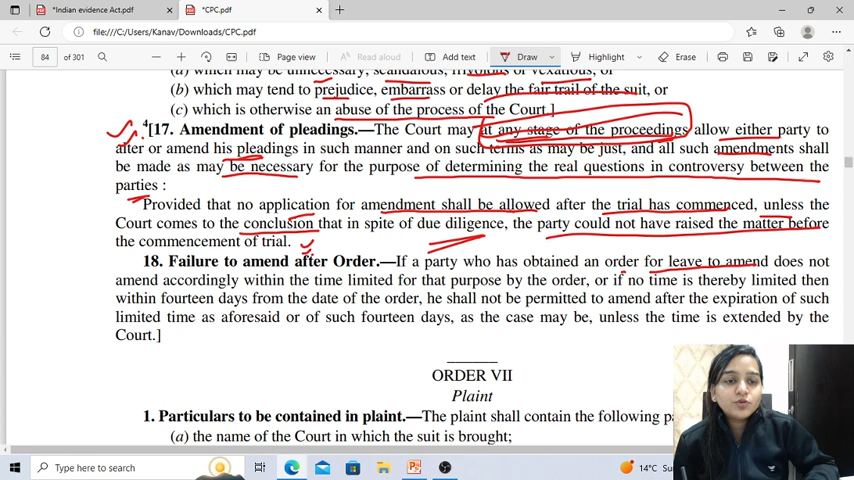 *Indian evidence Act.pdf
*CPC.pdf
file:///C:/Users/Kanav/Downloads/CPC.pdf
84 of 301
Page view
Read aloud
Add text
Draw
Highlight
Erase
(a) which may be unnecessary, scandalous, frivolous or vexatious, or
(b) which may tend to prejudice, embarrass or delay the fair trail of the suit, or
(c) which is otherwise an abuse of the process of the Court.]
4[17. Amendment of pleadings.—The Court may at any stage of the proceedings allow either party to
alter or amend his pleadings in such manner and on such terms as may be just, and all such amendments shall
be made as may be necessary for the purpose of determining the real questions in controversy between the
parties :
Provided that no application for amendment shall be allowed after the trial has commenced, unless the
Court comes to the conclusion that in spite of due diligence, the party could not have raised the matter before
the commencement of trial.
18. Failure to amend after Order.—If a party who has obtained an order for leave to amend does not
amend accordingly within the time limited for that purpose by the order, or if no time is thereby limited then
within fourteen days from the date of the order, he shall not be permitted to amend after the expiration of such
limited time as aforesaid or of such fourteen days, as the case may be, unless the time is extended by the
Court.]
ORDER VII
Plaint
1. Particulars to be contained in plaint.—The plaint shall contain the following
(a) the name of the Court in which the suit is brought;
Type here to search
14°C